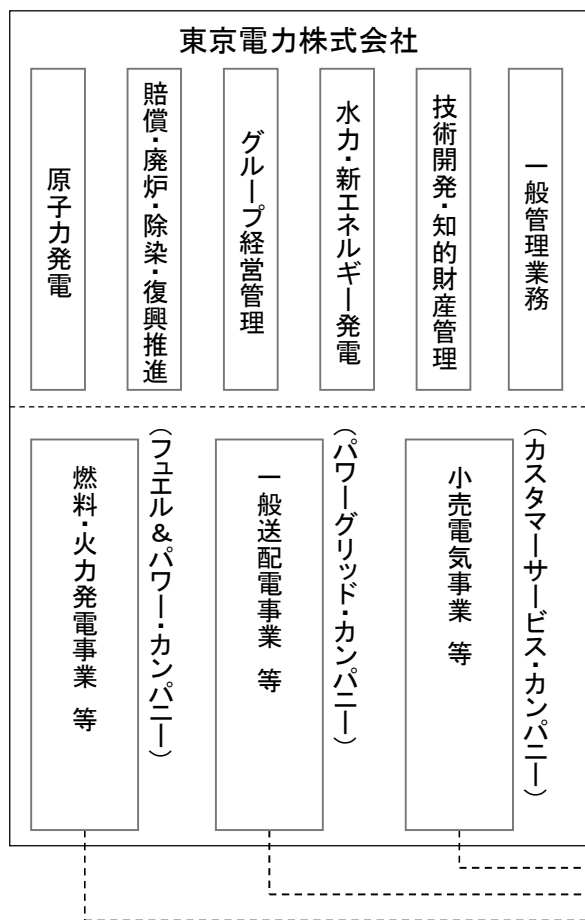 東京電力株式会社
原子力発電
賠償・廃炉・除染・復興推進
グループ経営管理
水力・新エネルギー発電
技術開発・知的財産管理
一般管理業務
燃料・火力発電事業 等
(フュエル&パワー・カンパニー)
一般送配電事業 等
(パワーグリッド・カンパニー)
小売電気事業 等
(カスタマーサービス・カンパニー)